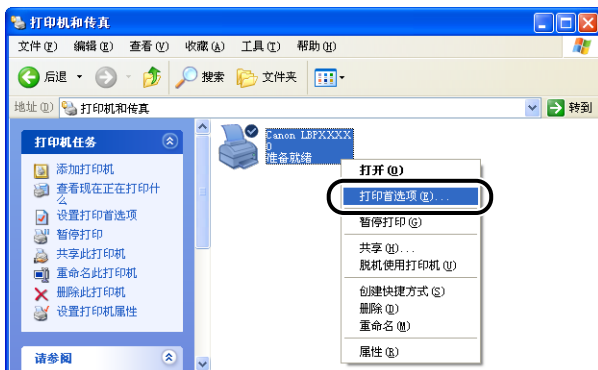 打印机和传真
文件(F) 编辑(E) 查看(V) 收藏(A) 工具(T) 帮助(H)
后退 搜索 文件夹
地址(D) 打印机和传真 转到
打印机任务
添加打印机
查看现在正在打印什
么
设置打印首选项
暂停打印
共享此打印机
重命名此打印机
删除此打印机
设置打印机属性
请参阅
Canon LBPXXXX
0
准备就绪
打开(O)
打印首选项(E)...
暂停打印(G)
共享(H)...
脱机使用打印机(U)
创建快捷方式(S)
删除(D)
重命名(M)
属性(R)